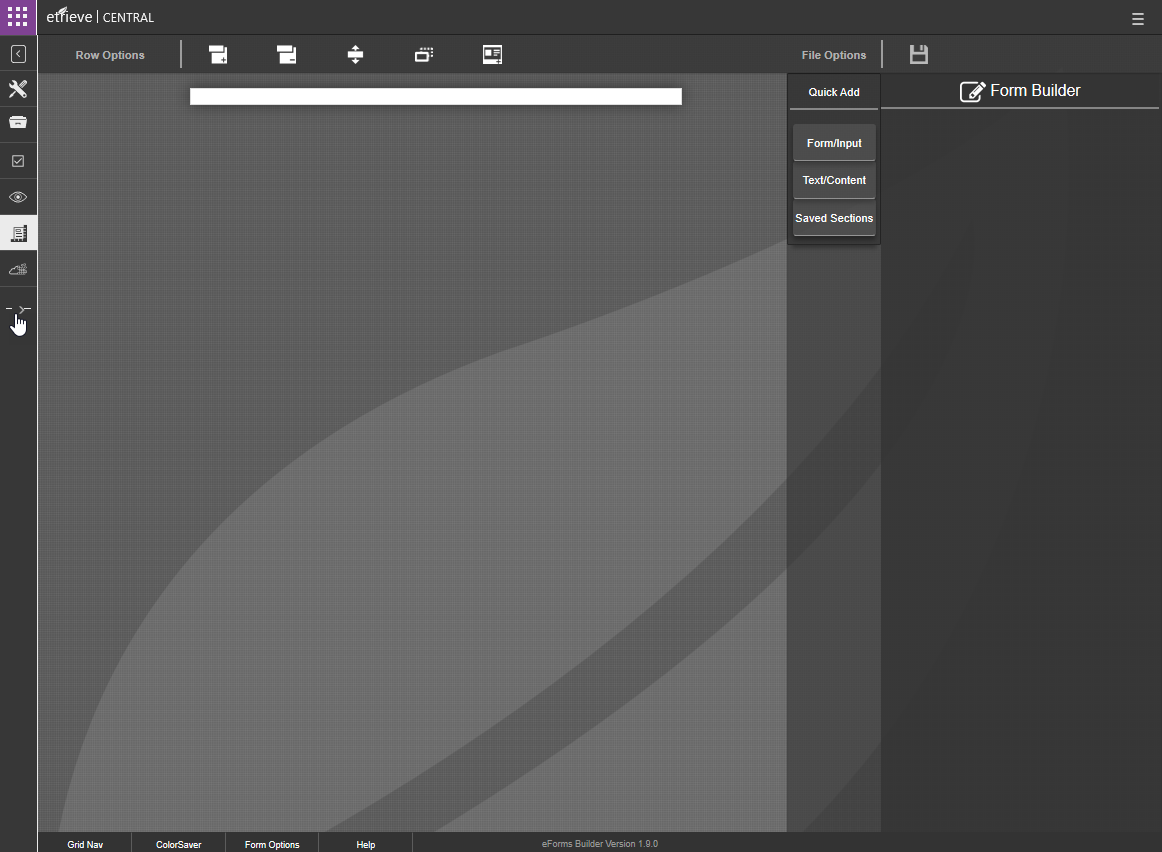 etrieve | CENTRAL
Row Options
File Options
Quick Add
Form Builder
Form/Input
Text/Content
Saved Sections
Grid Nav
ColorSaver
Form Options
Help
eForms Builder Version 1.9.0